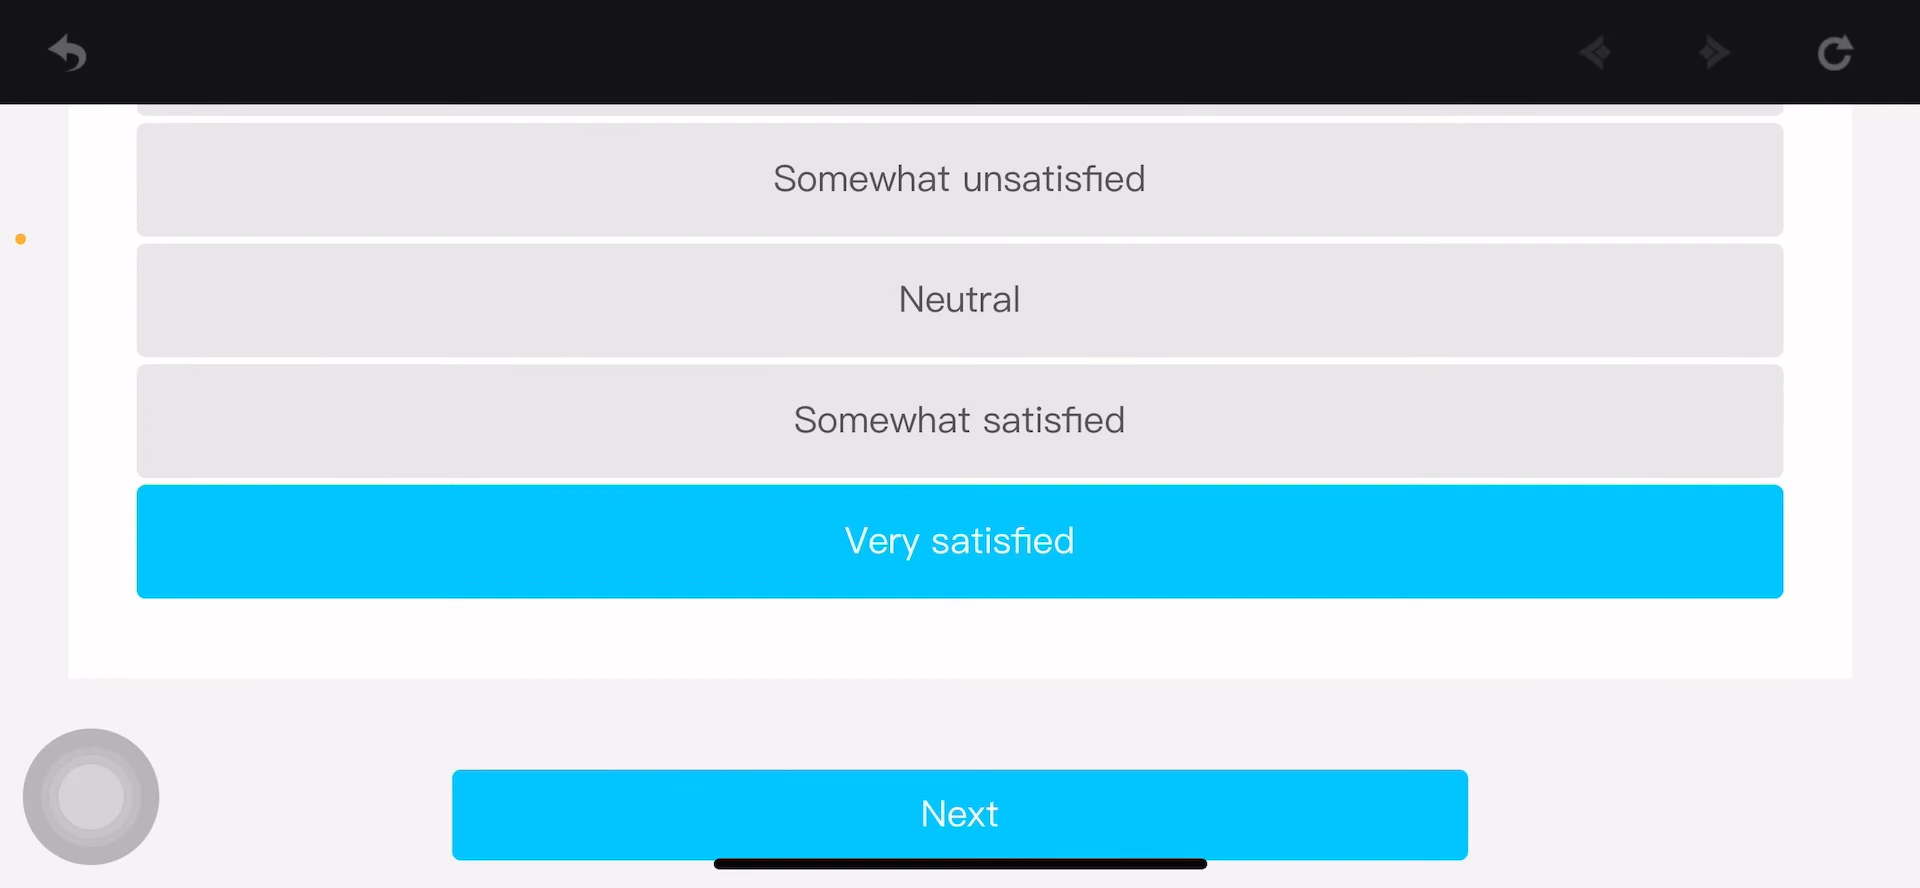 Somewhat unsatisfied
Neutral
Somewhat satisfied
Very satisfied
Next